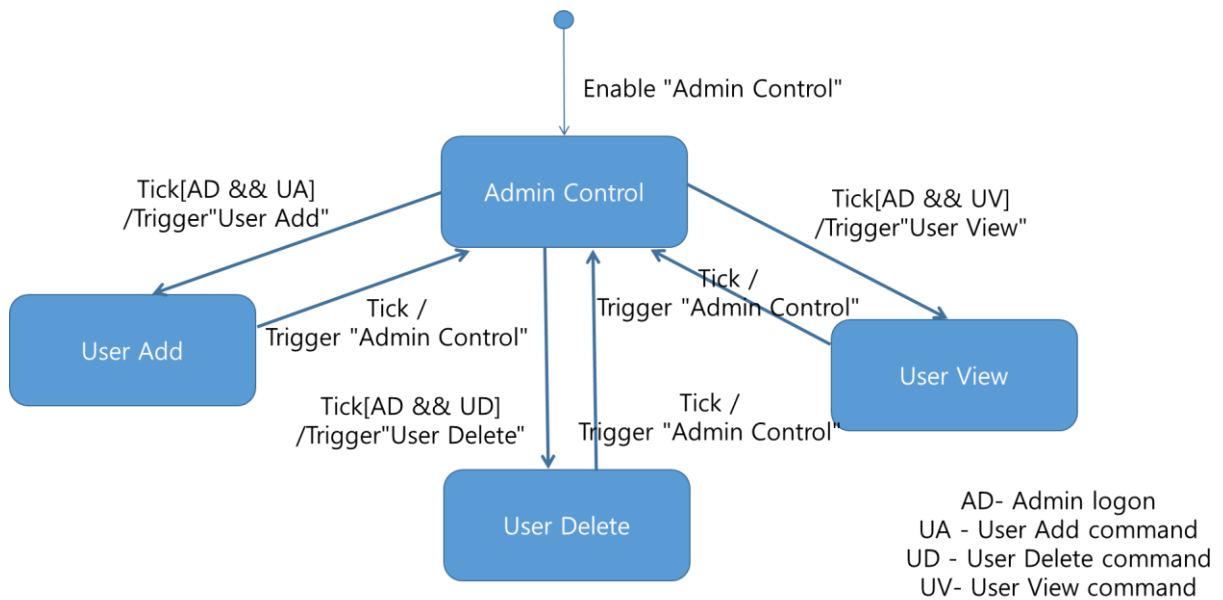 Enable "Admin Control"
Admin Control
Tick[AD && UA]
/Trigger"User Add"
Tick[AD && UV]
/Trigger"User View"
Tick /
Trigger "Admin Control"
Tick /
Trigger "Admin Control"
User Add
User View
Tick[AD && UD]
/Trigger"User Delete"
Tick /
Trigger "Admin Control"
User Delete
AD- Admin logon
UA - User Add command
UD - User Delete command
UV- User View command